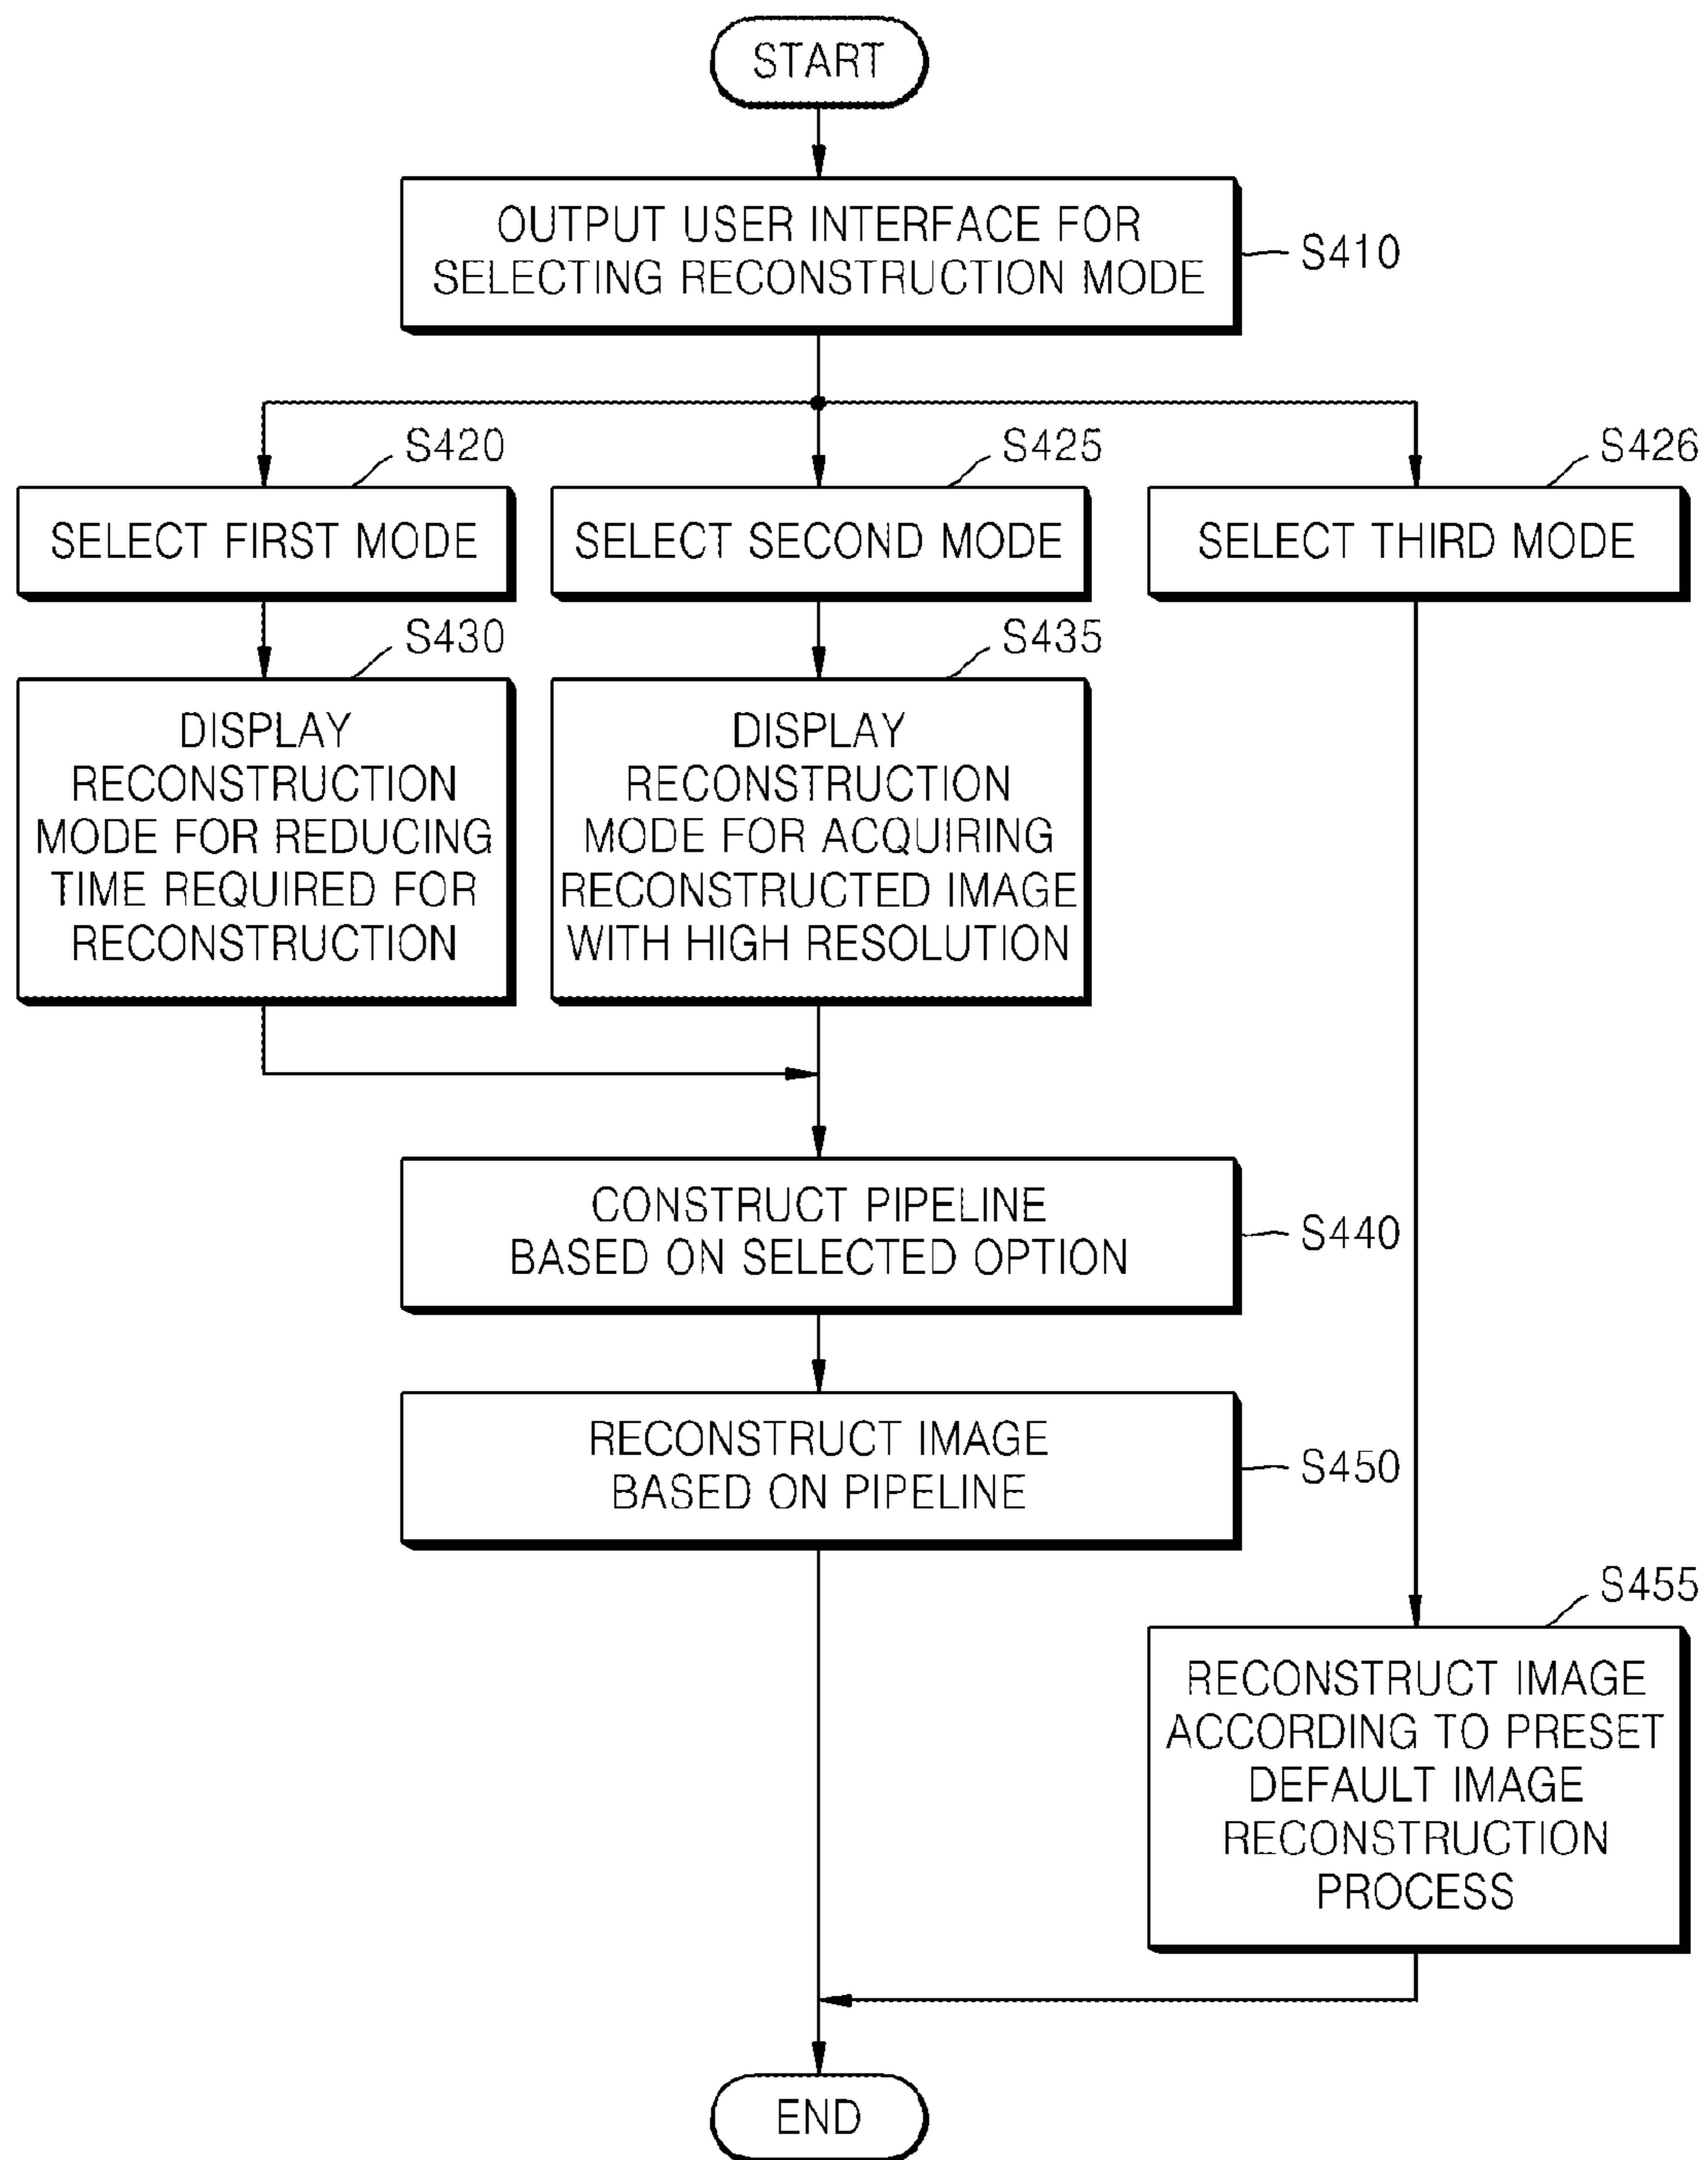 START
OUTPUT USER INTERFACE FOR
SELECTING RECONSTRUCTION MODE
S410
S420
SELECT FIRST MODE
S425
SELECT SECOND MODE
S426
SELECT THIRD MODE
S430
DISPLAY
RECONSTRUCTION
MODE FOR REDUCING
TIME REQUIRED FOR
RECONSTRUCTION
S435
DISPLAY
RECONSTRUCTION
MODE FOR ACQUIRING
RECONSTRUCTED IMAGE
WITH HIGH RESOLUTION
CONSTRUCT PIPELINE
BASED ON SELECTED OPTION
S440
RECONSTRUCT IMAGE
BASED ON PIPELINE
S450
S455
RECONSTRUCT IMAGE
ACCORDING TO PRESET
DEFAULT IMAGE
RECONSTRUCTION
PROCESS
END